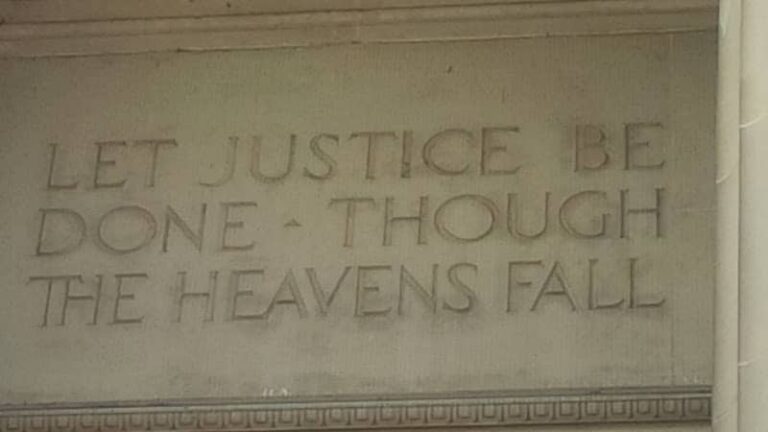 LET JUSTICE BE
DONE - THOUGH
THE HEAVENS FALL